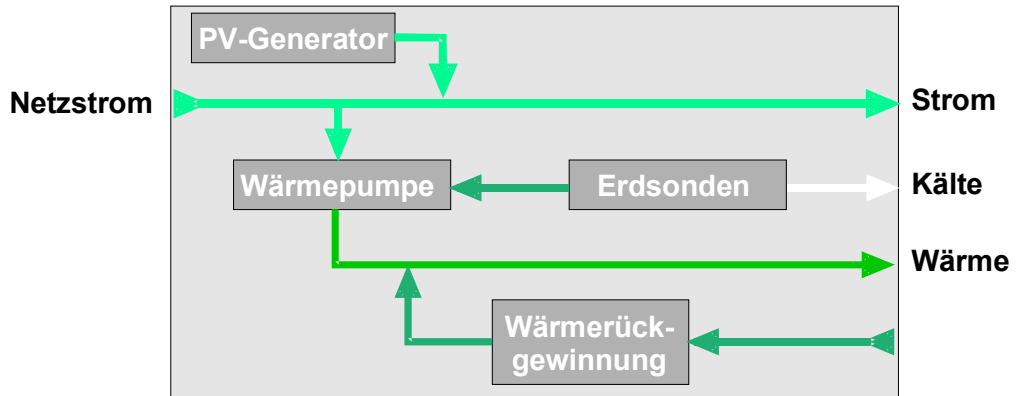 PV-Generator
Netzstrom
Strom
Wärmepumpe
Erdsonden
Kälte
Wärme
Wärmerück-
gewinnung